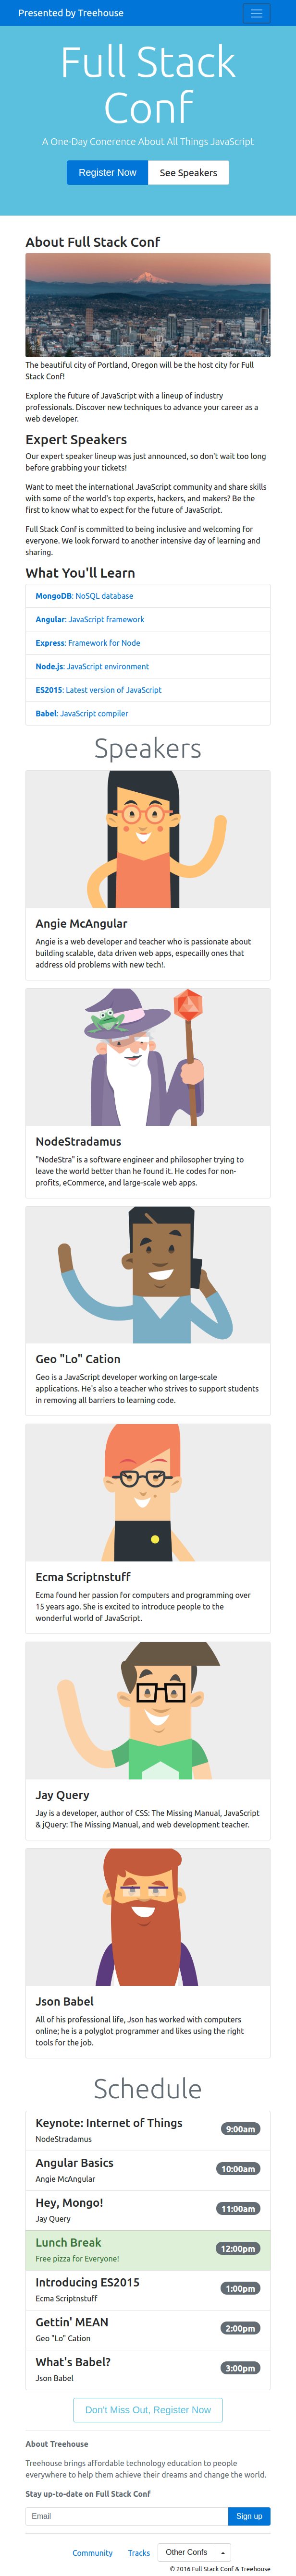 Presented by Treehouse
Full Stack
Conf
A One-Day Conerence About All Things JavaScript
Register Now
See Speakers
About Full Stack Conf
The beautiful city of Portland, Oregon will be the host city for Full
Stack Conf!
Explore the future of JavaScript with a lineup of industry
professionals. Discover new techniques to advance your career as a
web developer.
Expert Speakers
Our expert speaker lineup was just announced, so don't wait too long
before grabbing your tickets!
Want to meet the international JavaScript community and share skills
with some of the world's top experts, hackers, and makers? Be the
first to know what to expect for the future of JavaScript.
Full Stack Conf is committed to being inclusive and welcoming for
everyone. We look forward to another intensive day of learning and
sharing.
What You'll Learn
MongoDB: NoSQL database
Angular: JavaScript framework
Express: Framework for Node
Node.js: JavaScript environment
ES2015: Latest version of JavaScript
Babel: JavaScript compiler
Speakers
Angie McAngular
Angie is a web developer and teacher who is passionate about
building scalable, data driven web apps, especailly ones that
address old problems with new tech!.
NodeStradamus
"NodeStra" is a software engineer and philosopher trying to
leave the world better than he found it. He codes for non-
profits, eCommerce, and large-scale web apps.
Geo "Lo" Cation
Geo is a JavaScript developer working on large-scale
applications. He's also a teacher who strives to support students
in removing all barriers to learning code.
Ecma Scriptnstuff
Ecma found her passion for computers and programming over
15 years ago. She is excited to introduce people to the
wonderful world of JavaScript.
Jay Query
Jay is a developer, author of CSS: The Missing Manual, JavaScript
& jQuery: The Missing Manual, and web development teacher.
Json Babel
All of his professional life, Json has worked with computers
online; he is a polyglot programmer and likes using the right
tools for the job.
Schedule
Keynote: Internet of Things
NodeStradamus
9:00am
Angular Basics
Angie McAngular
10:00am
Hey, Mongo!
Jay Query
11:00am
Lunch Break
Free pizza for Everyone!
12:00pm
Introducing ES2015
Ecma Scriptnstuff
1:00pm
Gettin' MEAN
Geo "Lo" Cation
2:00pm
What's Babel?
Json Babel
3:00pm
Don't Miss Out, Register Now
About Treehouse
Treehouse brings affordable technology education to people
everywhere to help them achieve their dreams and change the world.
Stay up-to-date on Full Stack Conf
Email
Sign up
Community
Tracks
Other Confs
© 2016 Full Stack Conf & Treehouse